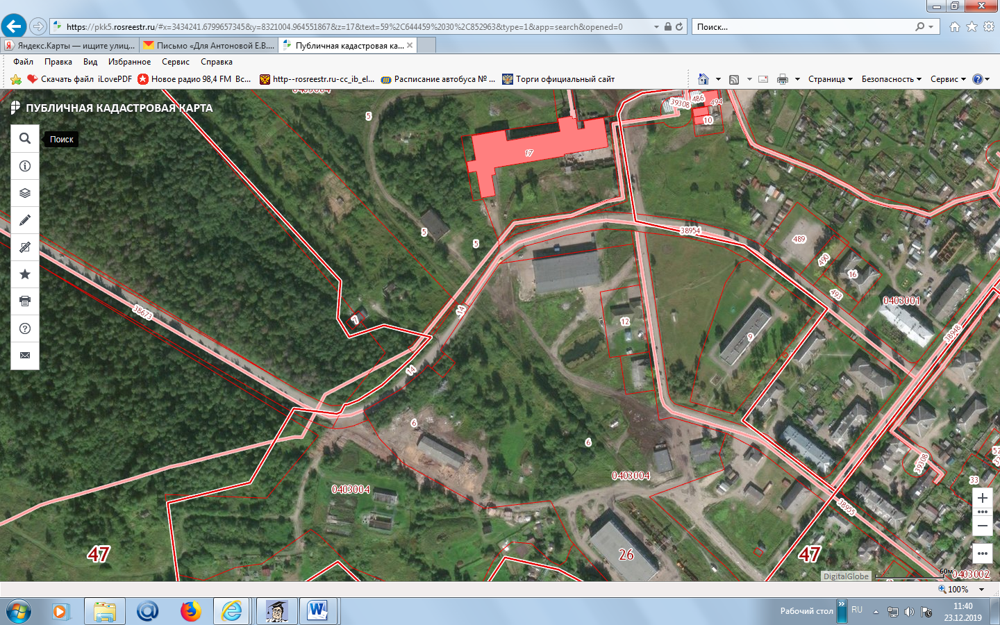 https://pkk5.rosreestr.ru/#x=3434241.6799657345&y=8321004.964551867&z=17&text=59%2C644459%2030%2C852963&type=1&app=search&opened=0
Поиск...
Яндекс.Карты — ищите улиц...
Письмо «Для Антоновой Е.В....
Публичная кадастровая ка...
Файл Правка Вид Избранное Сервис Справка
Скачать файл iLovePDF
Новое радио 98,4 FM Вс...
http--rosreestr.ru-cc_ib_el...
Расписание автобуса № ...
Торги официальный сайт
Страница Безопасность Сервис
ПУБЛИЧНАЯ КАДАСТРОВАЯ КАРТА
Поиск
0403004
5
39308
486
494
10
17
5
5
38954
489
490
16
493
0403001
38673
7
14
12
9
38948
14
6
6
39308
33
0403004
0403004
38955
47
26
47
DigitalGlobe
60м
0403002
100%
Рабочий стол
RU
11:40
23.12.2019